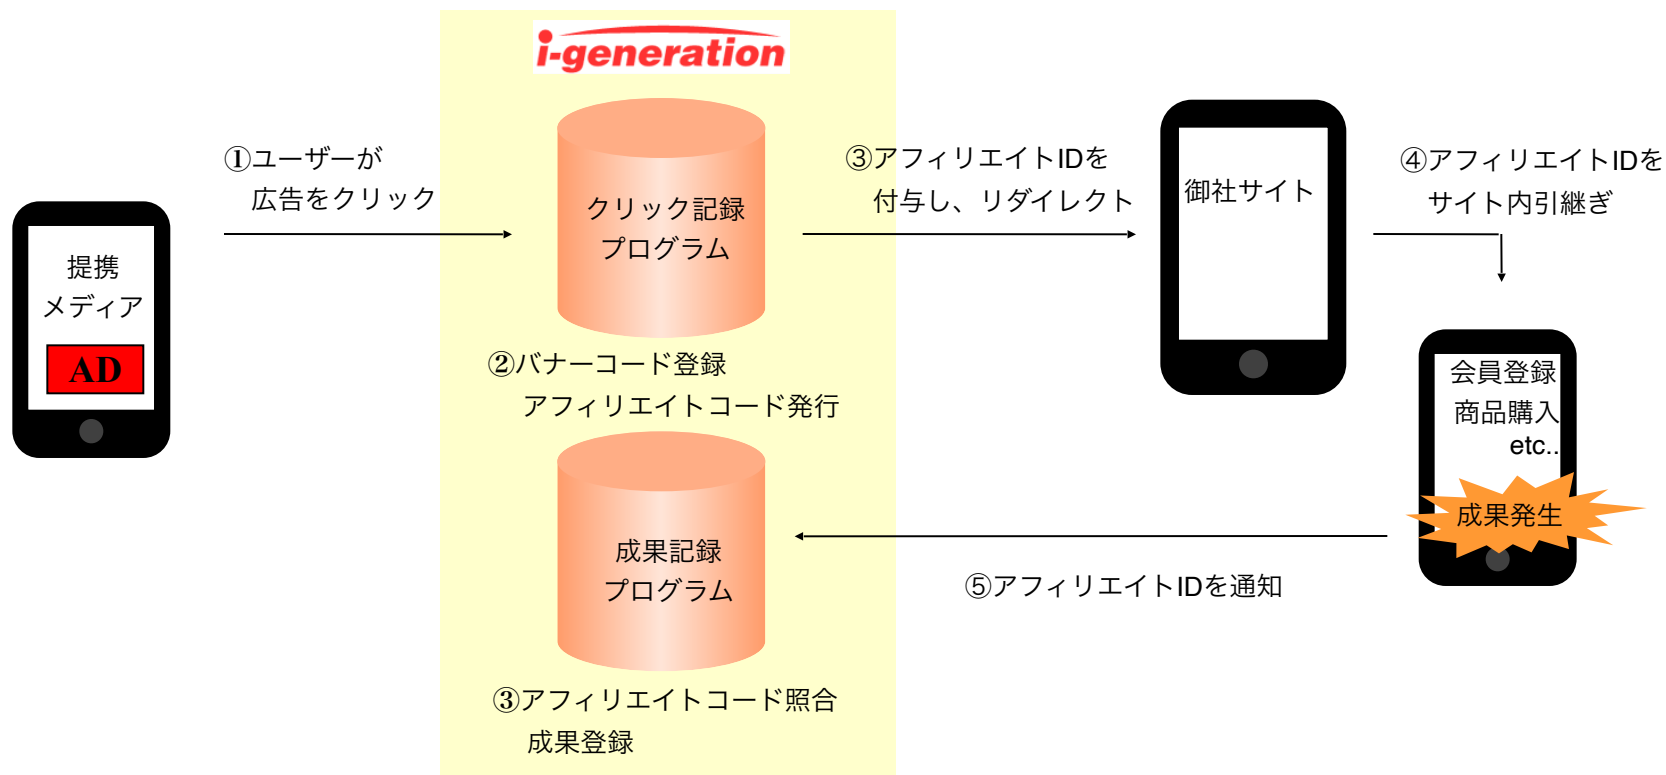 i-generation
①ユーザーが
広告をクリック
提携
メディア
AD
クリック記録
プログラム
②バナーコード登録
アフィリエイトコード発行
③アフィリエイトIDを
付与し、リダイレクト
御社サイト
④アフィリエイトIDを
サイト内引継ぎ
会員登録
商品購入
etc..
成果発生
⑤アフィリエイトIDを通知
成果記録
プログラム
③アフィリエイトコード照合
成果登録